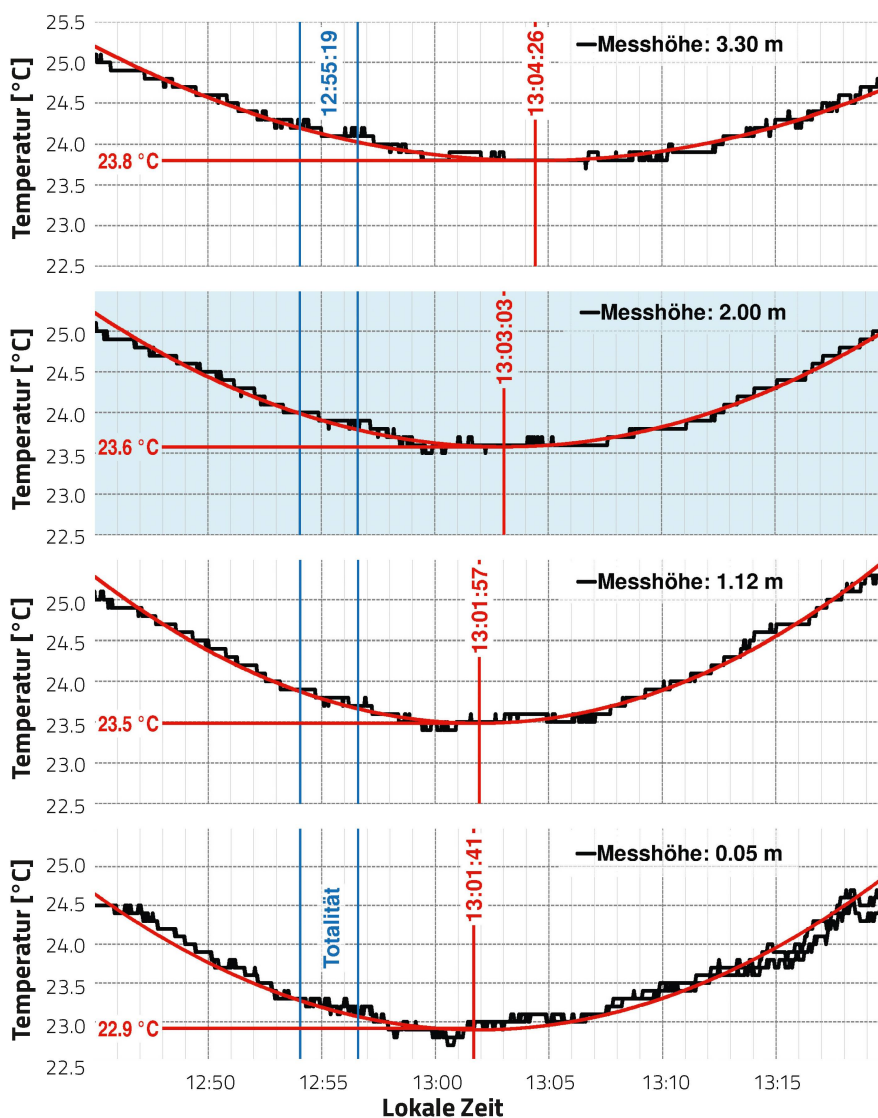 Temperatur [°C]
25.5
25.0
24.5
24.0
23.5
23.0
22.5
12:55:19
13:04:26
Messhöhe: 3.30 m
23.8 °C
Temperatur [°C]
25.0
24.5
24.0
23.5
23.0
22.5
13:03:03
Messhöhe: 2.00 m
23.6 °C
Temperatur [°C]
25.0
24.5
24.0
23.5
23.0
22.5
13:01:57
Messhöhe: 1.12 m
23.5 °C
Temperatur [°C]
25.0
24.5
24.0
23.5
23.0
22.5
Totalität
13:01:41
Messhöhe: 0.05 m
22.9 °C
12:50 12:55 13:00 13:05 13:10 13:15
Lokale Zeit